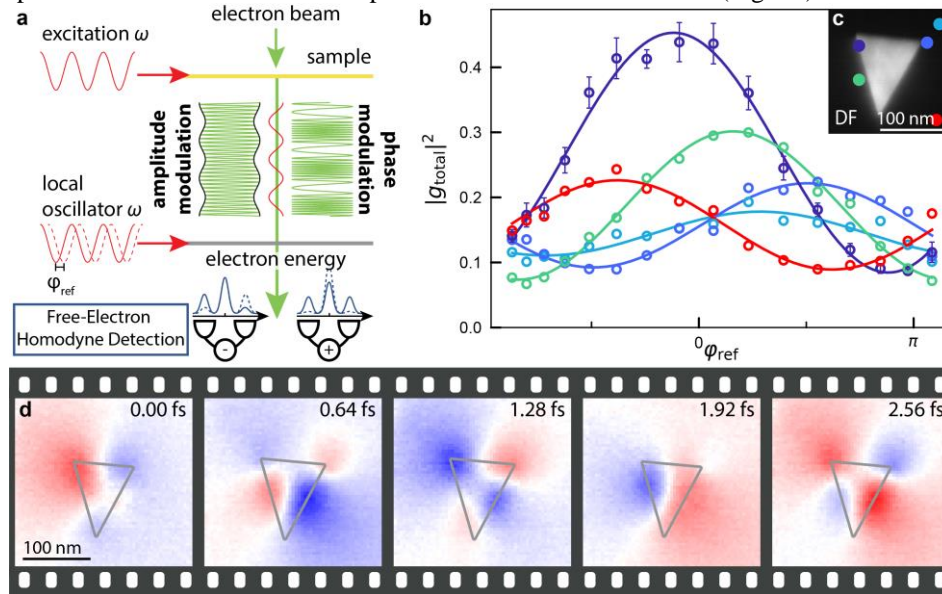 a
electron beam
excitation ω
sample
amplitude
modulation
phase
modulation
local
oscillator ω
φref
electron energy
Free-Electron
Homodyne Detection
-
+
b
|gtotal|²
0.4
0.3
0.2
0.1
0.0
0
φref
π
c
DF
100 nm
d
0.00 fs
0.64 fs
1.28 fs
1.92 fs
2.56 fs
100 nm